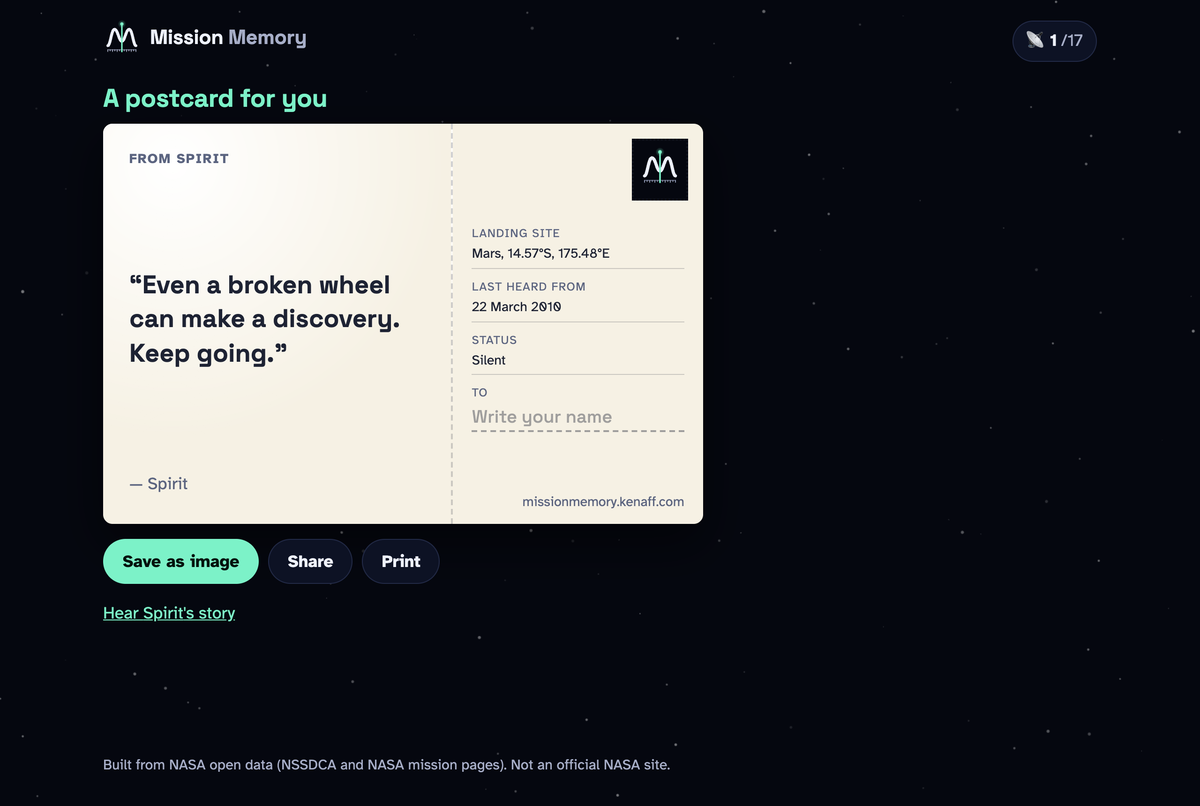 Mission Memory
1/17
A postcard for you
FROM SPIRIT
“Even a broken wheel
can make a discovery.
Keep going.”
— Spirit
LANDING SITE
Mars, 14.57°S, 175.48°E
LAST HEARD FROM
22 March 2010
STATUS
Silent
TO
Write your name
missionmemory.kenaff.com
Save as image
Share
Print
Hear Spirit's story
Built from NASA open data (NSSDCA and NASA mission pages). Not an official NASA site.